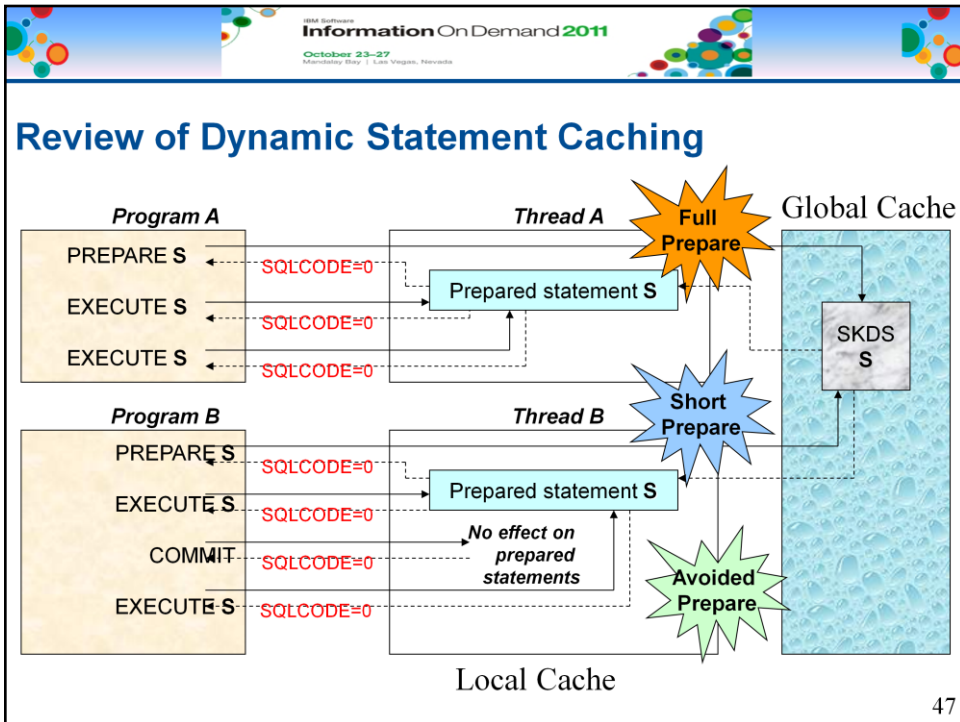 IBM Software
Information On Demand 2011
October 23–27
Mandalay Bay | Las Vegas, Nevada
Review of Dynamic Statement Caching
Program A
Thread A
Full
Prepare
Global Cache
PREPARE S
SQLCODE=0
Prepared statement S
EXECUTE S
SQLCODE=0
EXECUTE S
SQLCODE=0
SKDS
S
Program B
Thread B
Short
Prepare
PREPARE S
SQLCODE=0
Prepared statement S
EXECUTE S
SQLCODE=0
No effect on
prepared
statements
COMMIT
SQLCODE=0
Avoided
Prepare
EXECUTE S
SQLCODE=0
Local Cache
47